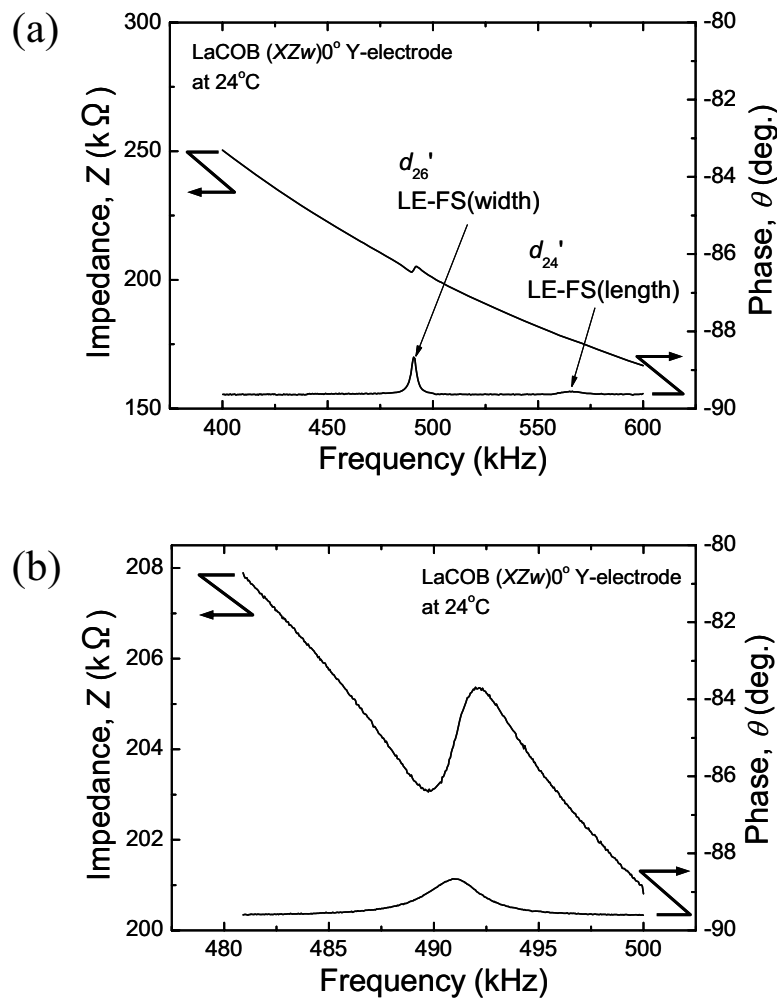 (a)
LaCOB (XZw)0° Y-electrode
at 24°C
300
250
200
150
Impedance, Z (kΩ)
-80
-82
-84
-86
-88
-90
Phase, θ (deg.)
d26'
LE-FS(width)
d24'
LE-FS(length)
400
450
500
550
600
Frequency (kHz)
(b)
LaCOB (XZw)0° Y-electrode
at 24°C
208
206
204
202
200
Impedance, Z (kΩ)
-80
-82
-84
-86
-88
-90
Phase, θ (deg.)
480
485
490
495
500
Frequency (kHz)